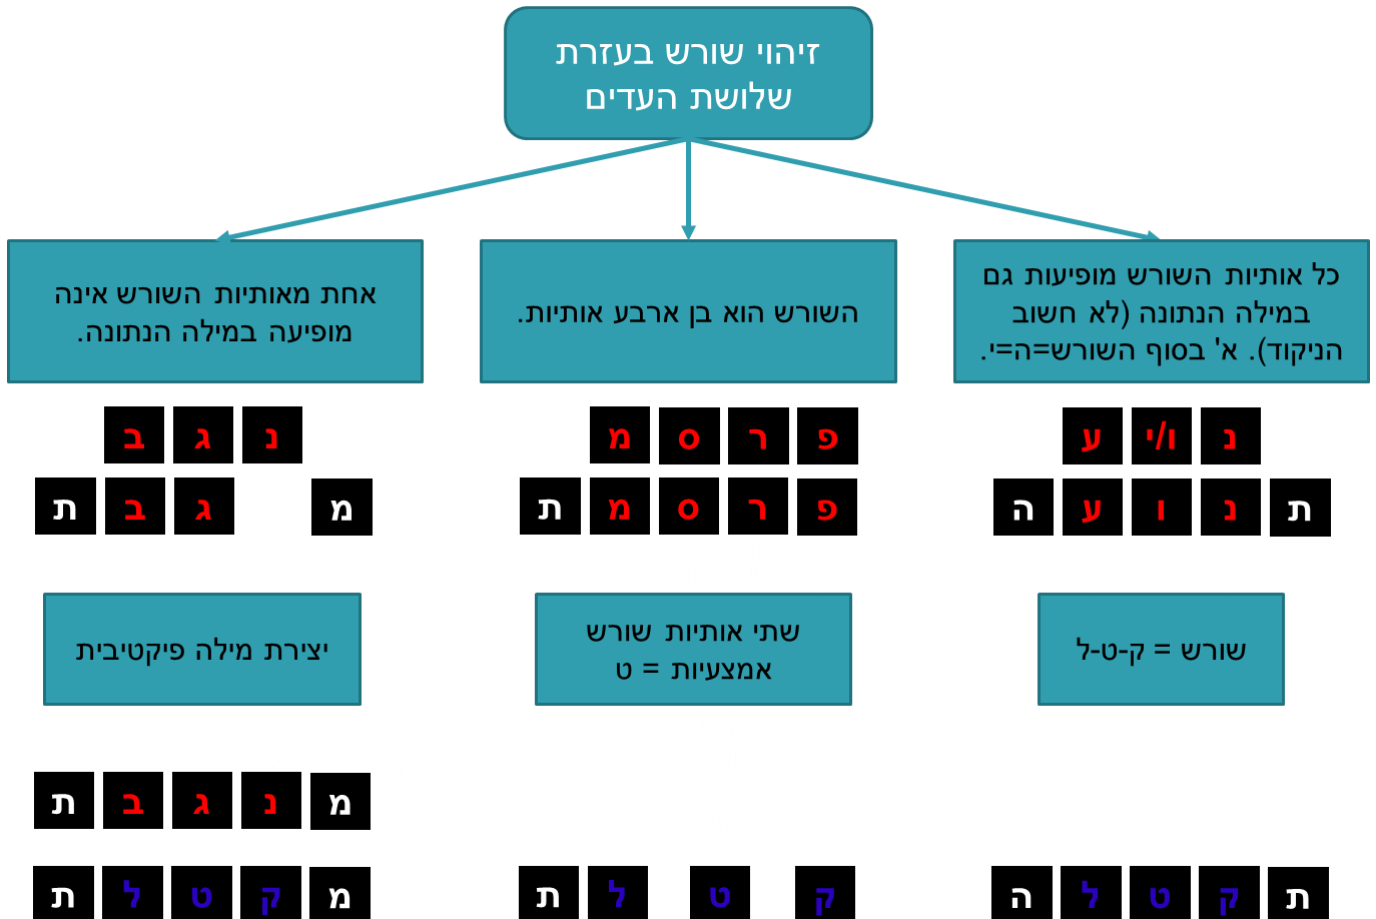 זיהוי שורש בעזרת
שלושת העדים
כל אותיות השורש מופיעות גם
במילה הנתונה (לא חשוב
הניקוד). א' בסוף השורש=ה=י.
השורש הוא בן ארבע אותיות.
אחת מאותיות השורש אינה
מופיעה במילה הנתונה.
נ ו/י ע
ת נ ו ע ה
פ ר ס מ
פ ר ס מ ת
נ ג ב
מ ג ב ת
שורש = ק-ט-ל
שתי אותיות שורש
אמצעיות = ט
יצירת מילה פיקטיבית
מ נ ג ב ת
ת ק ט ל ה
ק ט ל ת
מ ק ט ל ת